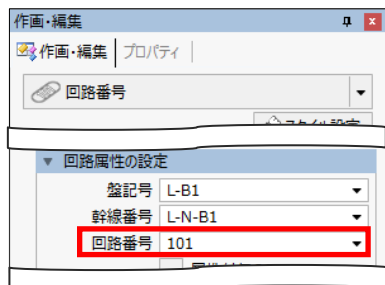 作画・編集
作画・編集 プロパティ
回路番号
回路属性の設定
盤記号 L-B1
幹線番号 L-N-B1
回路番号 101